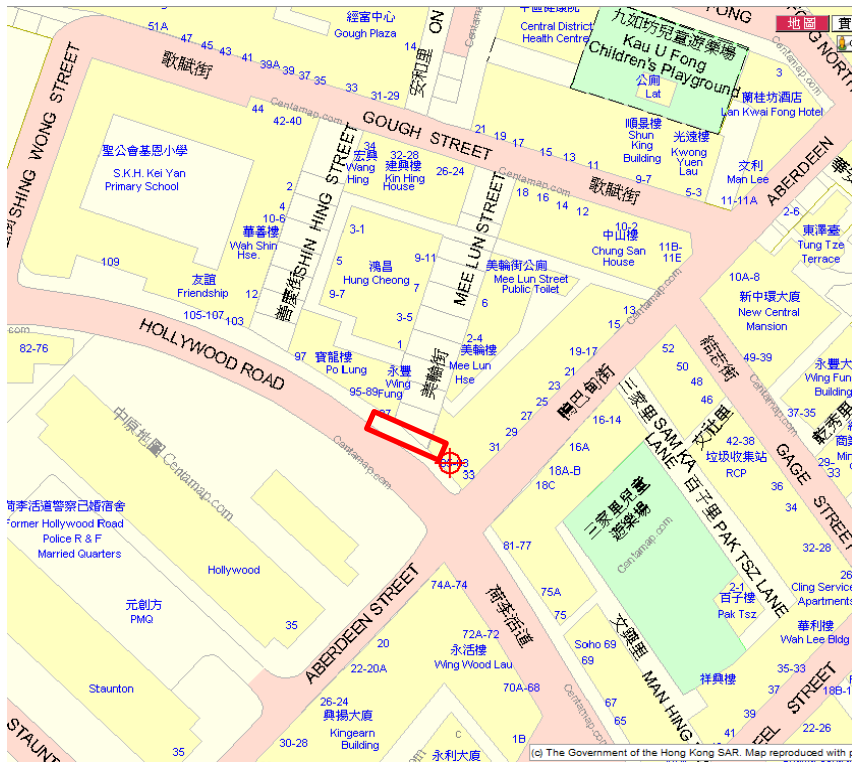 經富中心
Gough Plaza
51A
47
45
43
41
39A
39
37
35
33
31-29
14
安和里
ON
中區健康院
Central District
Health Centre
九如坊兒童遊樂場
Kau U Fong
Children's Playground
公廁
Lat
FONG
地圖
NORTH
3
蘭桂坊酒店
Lan Kwai Fong Hotel
歌賦街
GOUGH STREET
歌賦街
SHING WONG STREET
44
42-40
聖公會基恩小學
S.K.H. Kei Yan
Primary School
34
宏興
Wang
Hing
32-28
建興樓
Kin Hing
House
26-24
21
19
17
15
13
11
順景樓
Shun
King
Building
9-7
光遠樓
Kwong
Yuen
Lau
5-3
文利
Man Lee
11-11A
ABERDEEN
2-6
東澤臺
Tung Tze
Terrace
2
4
10-6
華善樓
Wah Shin
Hse.
善慶街
SHIN HING STREET
3-1
5
鴻昌
Hung Cheong
9-7
9-11
7
3-5
1
MEE LUN STREET
美輪街
美輪街公廁
Mee Lun Street
Public Toilet
6
2-4
美輪樓
Mee Lun
Hse
18
16
14
12
10-2
中山樓
Chung San
House
11B-
11E
13
15
10A-8
新中環大廈
New Central
Mansion
109
友誼
Friendship
12
105-107
103
HOLLYWOOD ROAD
82-76
97
寶龍樓
Po Lung
95-89
永豐
Wing
Fung
87
19-17
21
23
25
27
29
31
33
鴨巴甸街
52
50
48
46
結志街
49-39
永豐大
Wing Fung
Building
37-35
乾秀里
三家里 SAM KA
LANE
文社里
16-14
16A
18A-B
18C
42-38
垃圾收集站
RCP
GAGE STREET
36
34
29-
33
32-28
三家里兒童
遊樂場
百子里 PAK TSZ LANE
2-1
百子樓
Pak Tsz
26
Cling Service
Apartments
華利樓
Wah Lee Bldg
35-33
37
39
41
祥興樓
中原地圖 Centamap.com
荷李活道警察已婚宿舍
Former Hollywood Road
Police R & F
Married Quarters
Hollywood
元創方
PMQ
35
Staunton
35
ABERDEEN STREET
81-77
74A-74
荷李活道
75A
75
72A-72
永活樓
Wing Wood Lau
20
22-20A
70A-68
Soho 69
69
67
65
文興里 MAN HING
STREET
18B-1
22-26
26-24
興揚大廈
Kingearn
Building
30-28
C
永利大廈
1B
STAUNT
Centamap.com
(c) The Government of the Hong Kong SAR. Map reproduced with p